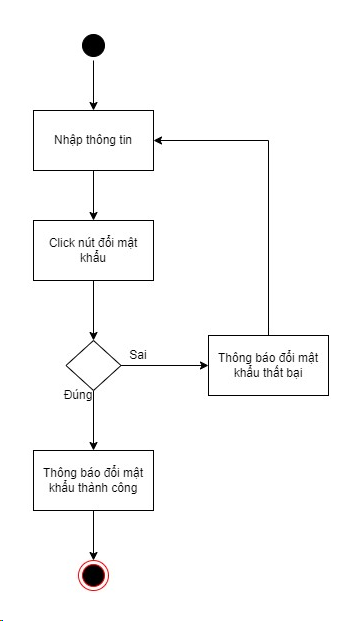 Nhập thông tin
Click nút đổi mật
khẩu
Sai
Thông báo đổi mật
khẩu thất bại
Đúng
Thông báo đổi mật
khẩu thành công